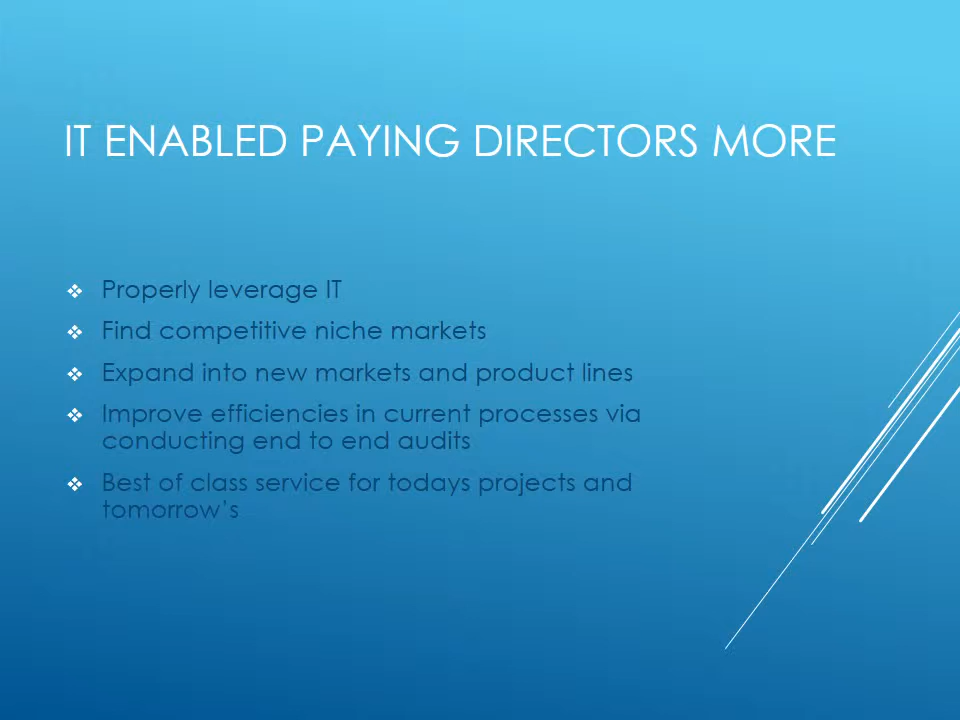 IT ENABLED PAYING DIRECTORS MORE
Properly leverage IT
Find competitive niche markets
Expand into new markets and product lines
Improve efficiencies in current processes via
conducting end to end audits
Best of class service for todays projects and
tomorrow's